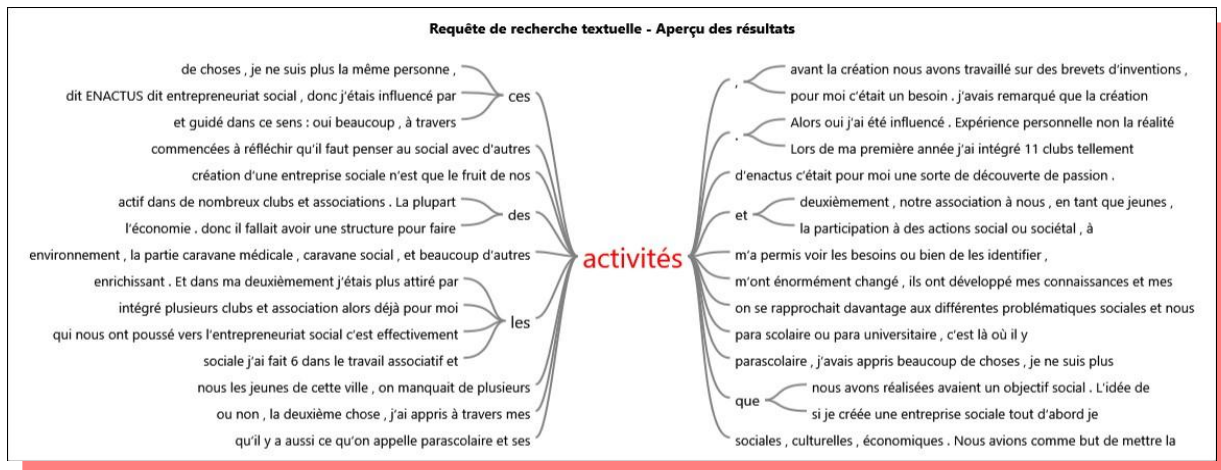 Requête de recherche textuelle - Aperçu des résultats
de choses , je ne suis plus la même personne ,
dit ENACTUS dit entrepreneuriat social , donc j'étais influencé par
ces
et guidé dans ce sens : oui beaucoup , à travers
commencées à réfléchir qu'il faut penser au social avec d'autres
création d'une entreprise sociale n'est que le fruit de nos
actif dans de nombreux clubs et associations . La plupart
des
l'économie . donc il fallait avoir une structure pour faire
environnement , la partie caravane médicale , caravane social , et beaucoup d'autres
enrichissant . Et dans ma deuxièmement j'étais plus attiré par
intégré plusieurs clubs et association alors déjà pour moi
les
qui nous ont poussé vers l'entrepreneuriat social c'est effectivement
sociale j'ai fait 6 dans le travail associatif et
nous les jeunes de cette ville , on manquait de plusieurs
ou non , la deuxième chose , j'ai appris à travers mes
qu'il y a aussi ce qu'on appelle parascolaire et ses
activités
,
avant la création nous avons travaillé sur des brevets d'inventions ,
pour moi c'était un besoin . j'avais remarqué que la création
.
Alors oui j'ai été influencé . Expérience personnelle non la réalité
Lors de ma première année j'ai intégré 11 clubs tellement
d'enactus c'était pour moi une sorte de découverte de passion .
et
deuxièmement , notre association à nous , en tant que jeunes ,
la participation à des actions social ou sociétal , à
m'a permis voir les besoins ou bien de les identifier ,
m'ont énormément changé , ils ont développé mes connaissances et mes
on se rapprochait davantage aux différentes problématiques sociales et nous
para scolaire ou para universitaire , c'est là où il y
parascolaire , j'avais appris beaucoup de choses , je ne suis plus
que
nous avons réalisées avaient un objectif social . L'idée de
si je créée une entreprise sociale tout d'abord je
sociales , culturelles , économiques . Nous avions comme but de mettre la